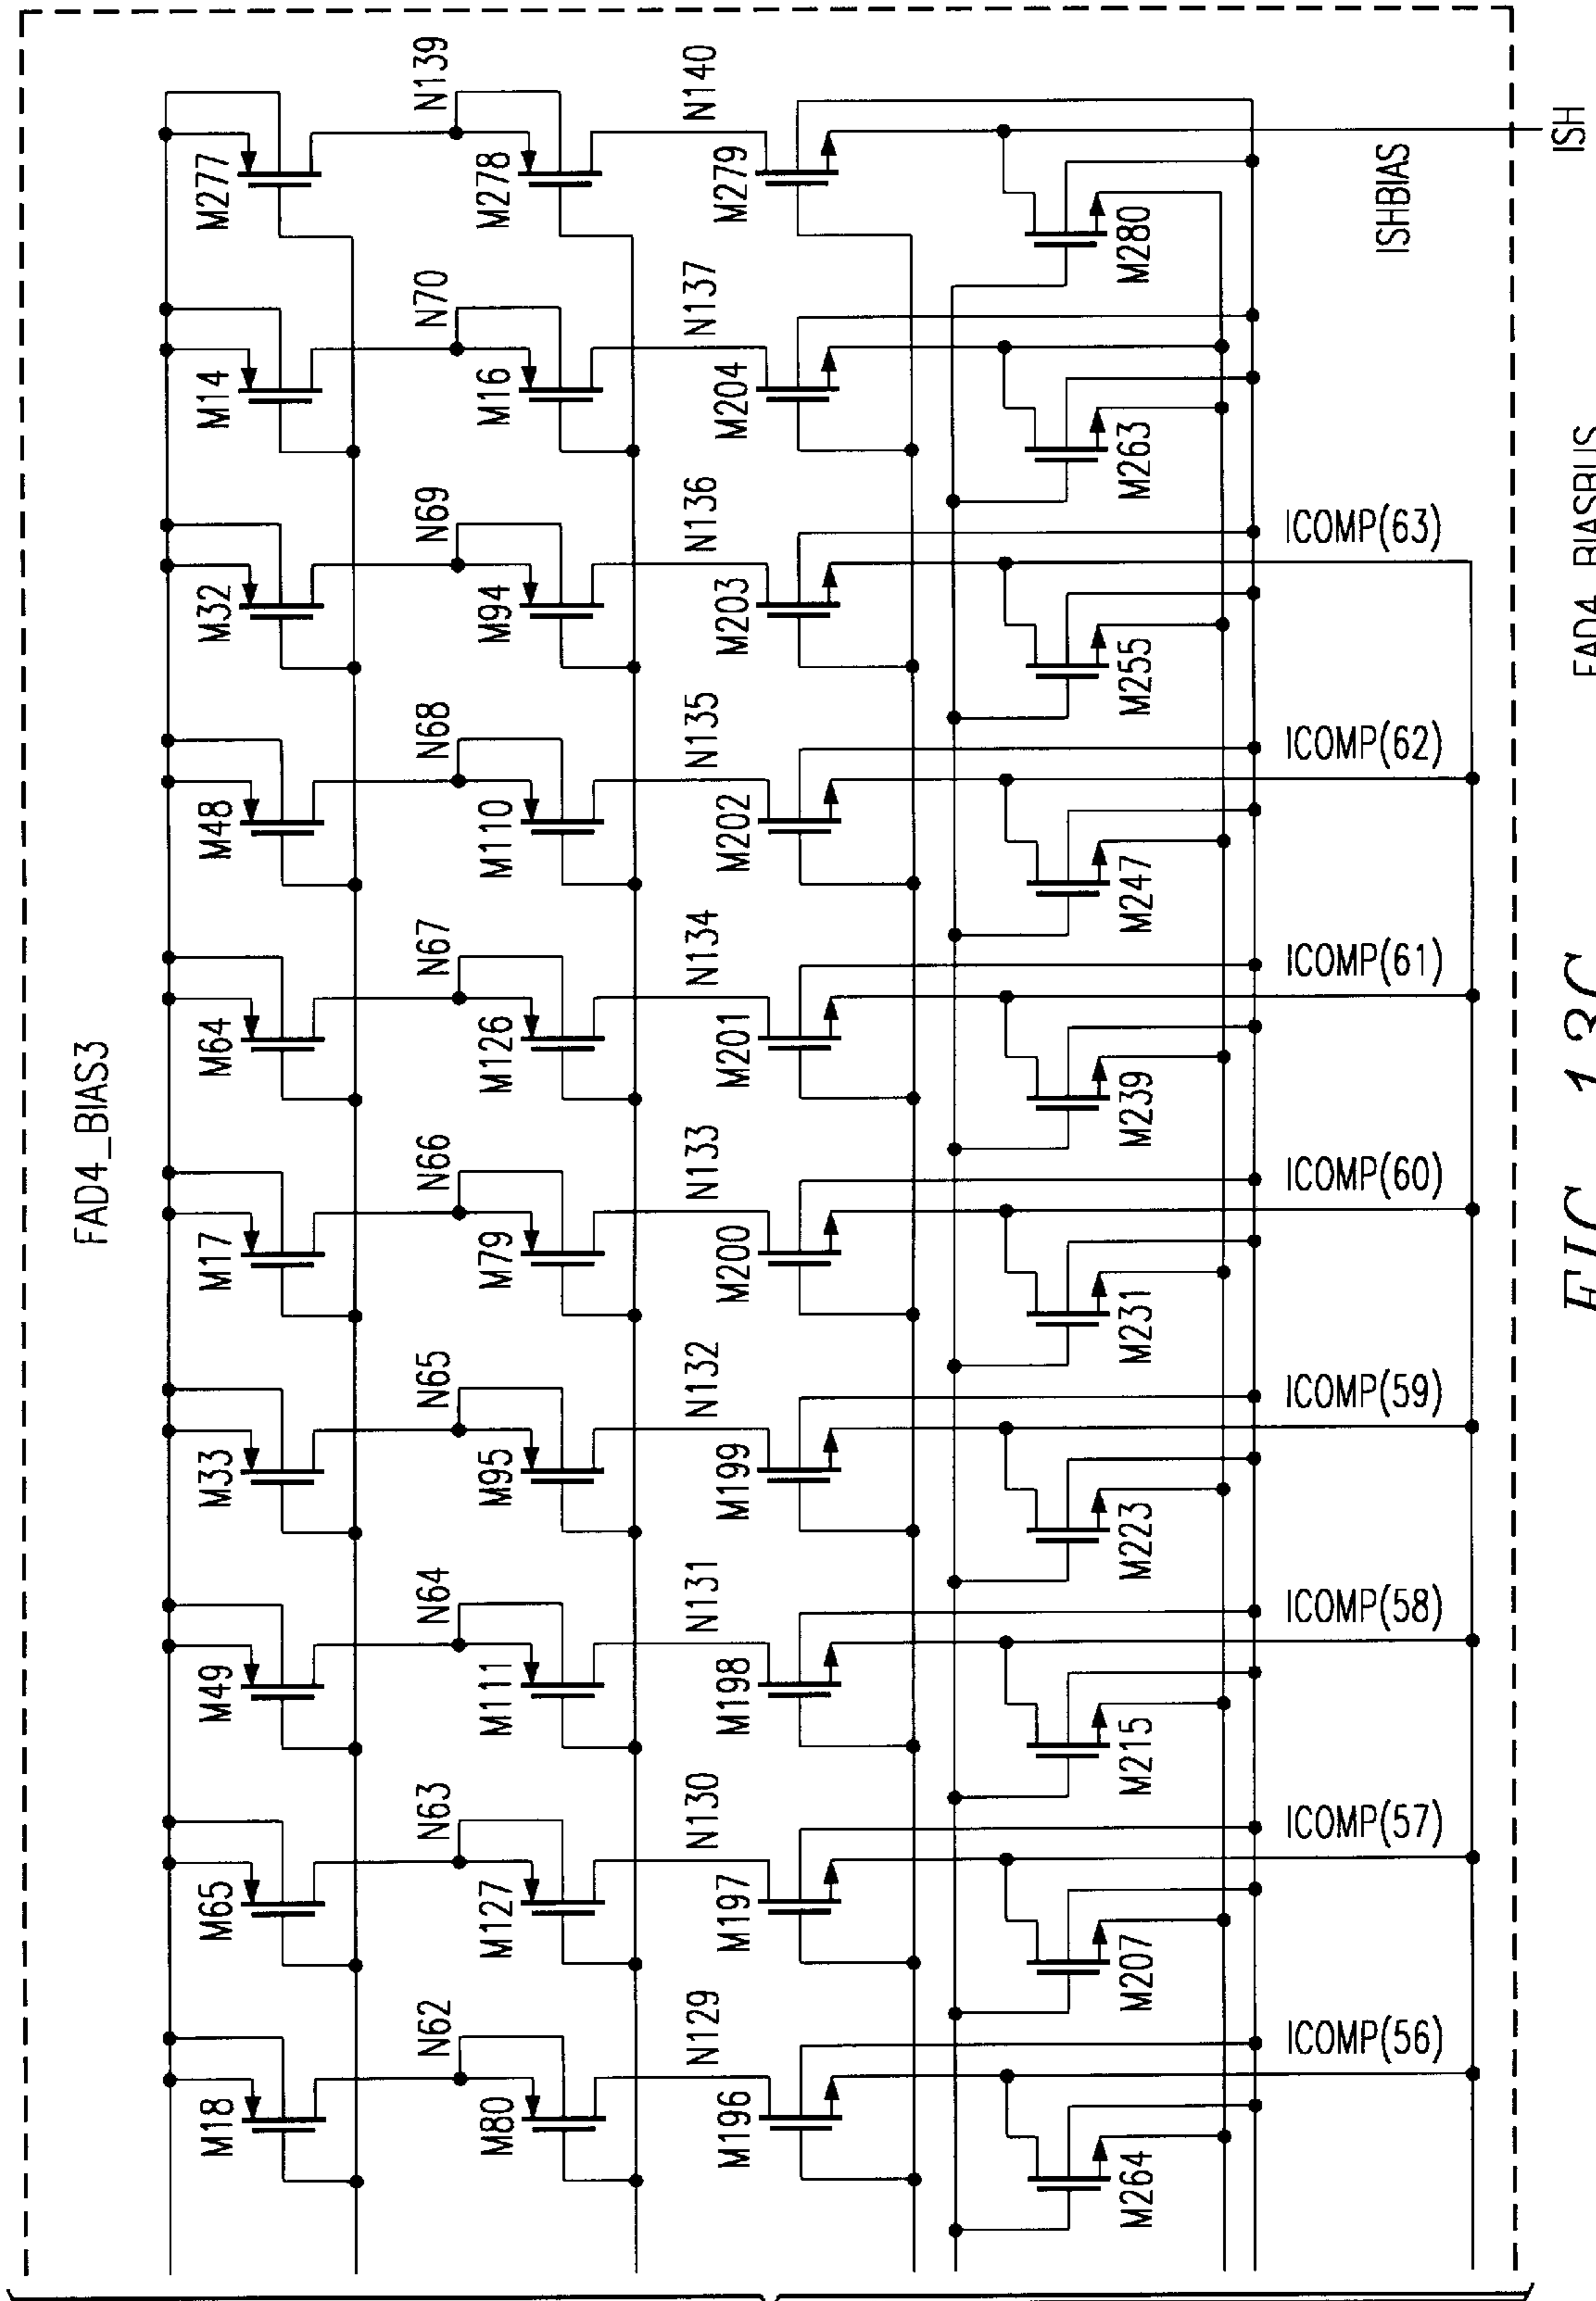 FAD4_BIAS3
M18
M65
M49
M33
M17
M64
M48
M32
M14
M277
N62
N63
N64
N65
N66
N67
N68
N69
N70
N139
M80
M127
M111
M95
M79
M126
M110
M94
M16
M278
N129
N130
N131
N132
N133
N134
N135
N136
N137
N140
M196
M197
M198
M199
M200
M201
M202
M203
M204
M279
M264
M207
M215
M223
M231
M239
M247
M255
M263
M280
ICOMP(56)
ICOMP(57)
ICOMP(58)
ICOMP(59)
ICOMP(60)
ICOMP(61)
ICOMP(62)
ICOMP(63)
ISHBIAS
ISH
FAD4_BIASBUS
FIG. 13C